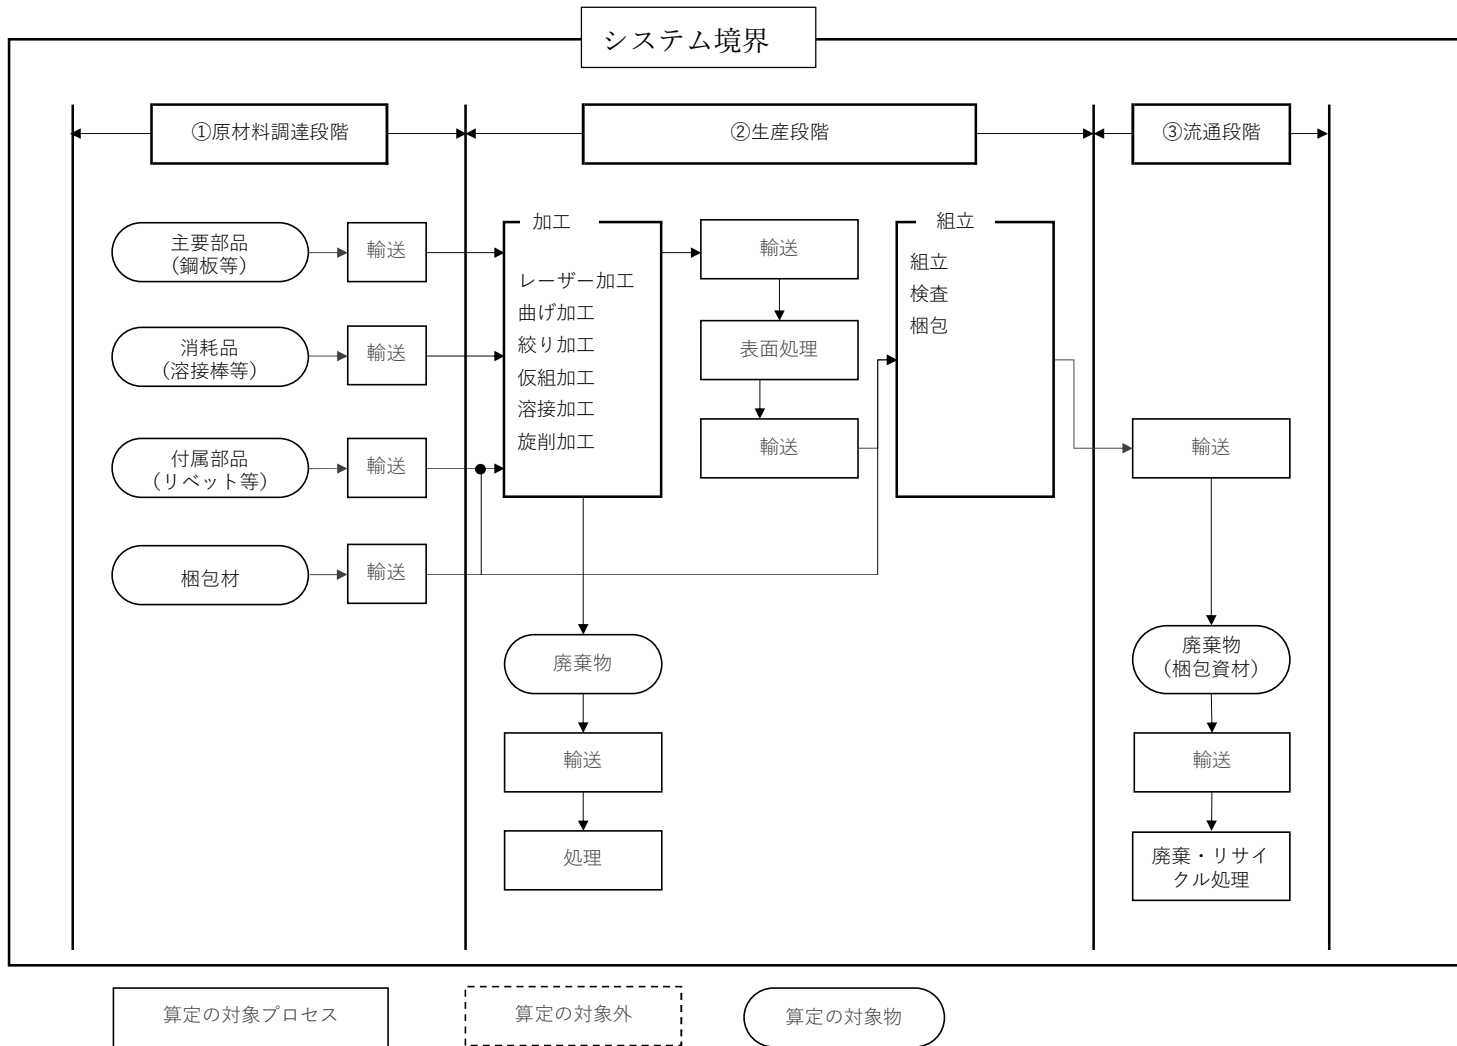 システム境界
①原材料調達段階
②生産段階
③流通段階
主要部品
（鋼板等）
輸送
消耗品
（溶接棒等）
輸送
付属部品
（リベット等）
輸送
梱包材
輸送
加工
レーザー加工
曲げ加工
絞り加工
仮組加工
溶接加工
旋削加工
輸送
表面処理
輸送
組立
組立
検査
梱包
廃棄物
輸送
処理
輸送
廃棄物
（梱包資材）
輸送
廃棄・リサイ
クル処理
算定の対象プロセス
算定の対象外
算定の対象物